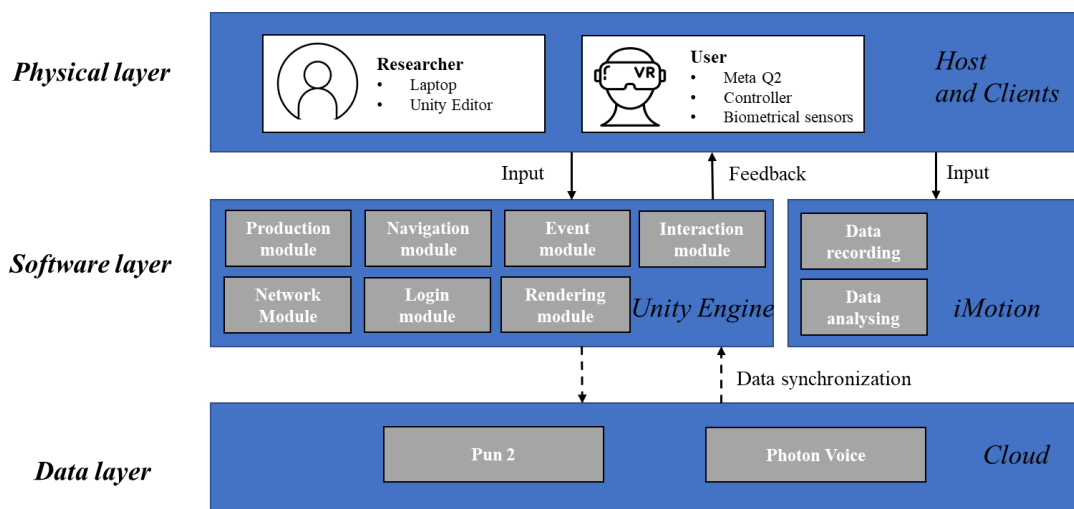 Physical layer
Researcher
• Laptop
• Unity Editor
VR
User
• Meta Q2
• Controller
• Biometrical sensors
Host
and Clients
Input
Feedback
Input
Software layer
Production
module
Navigation
module
Event
module
Interaction
module
Network
Module
Login
module
Rendering
module
Unity Engine
Data
recording
Data
analysing
iMotion
Data synchronization
Data layer
Pun 2
Photon Voice
Cloud